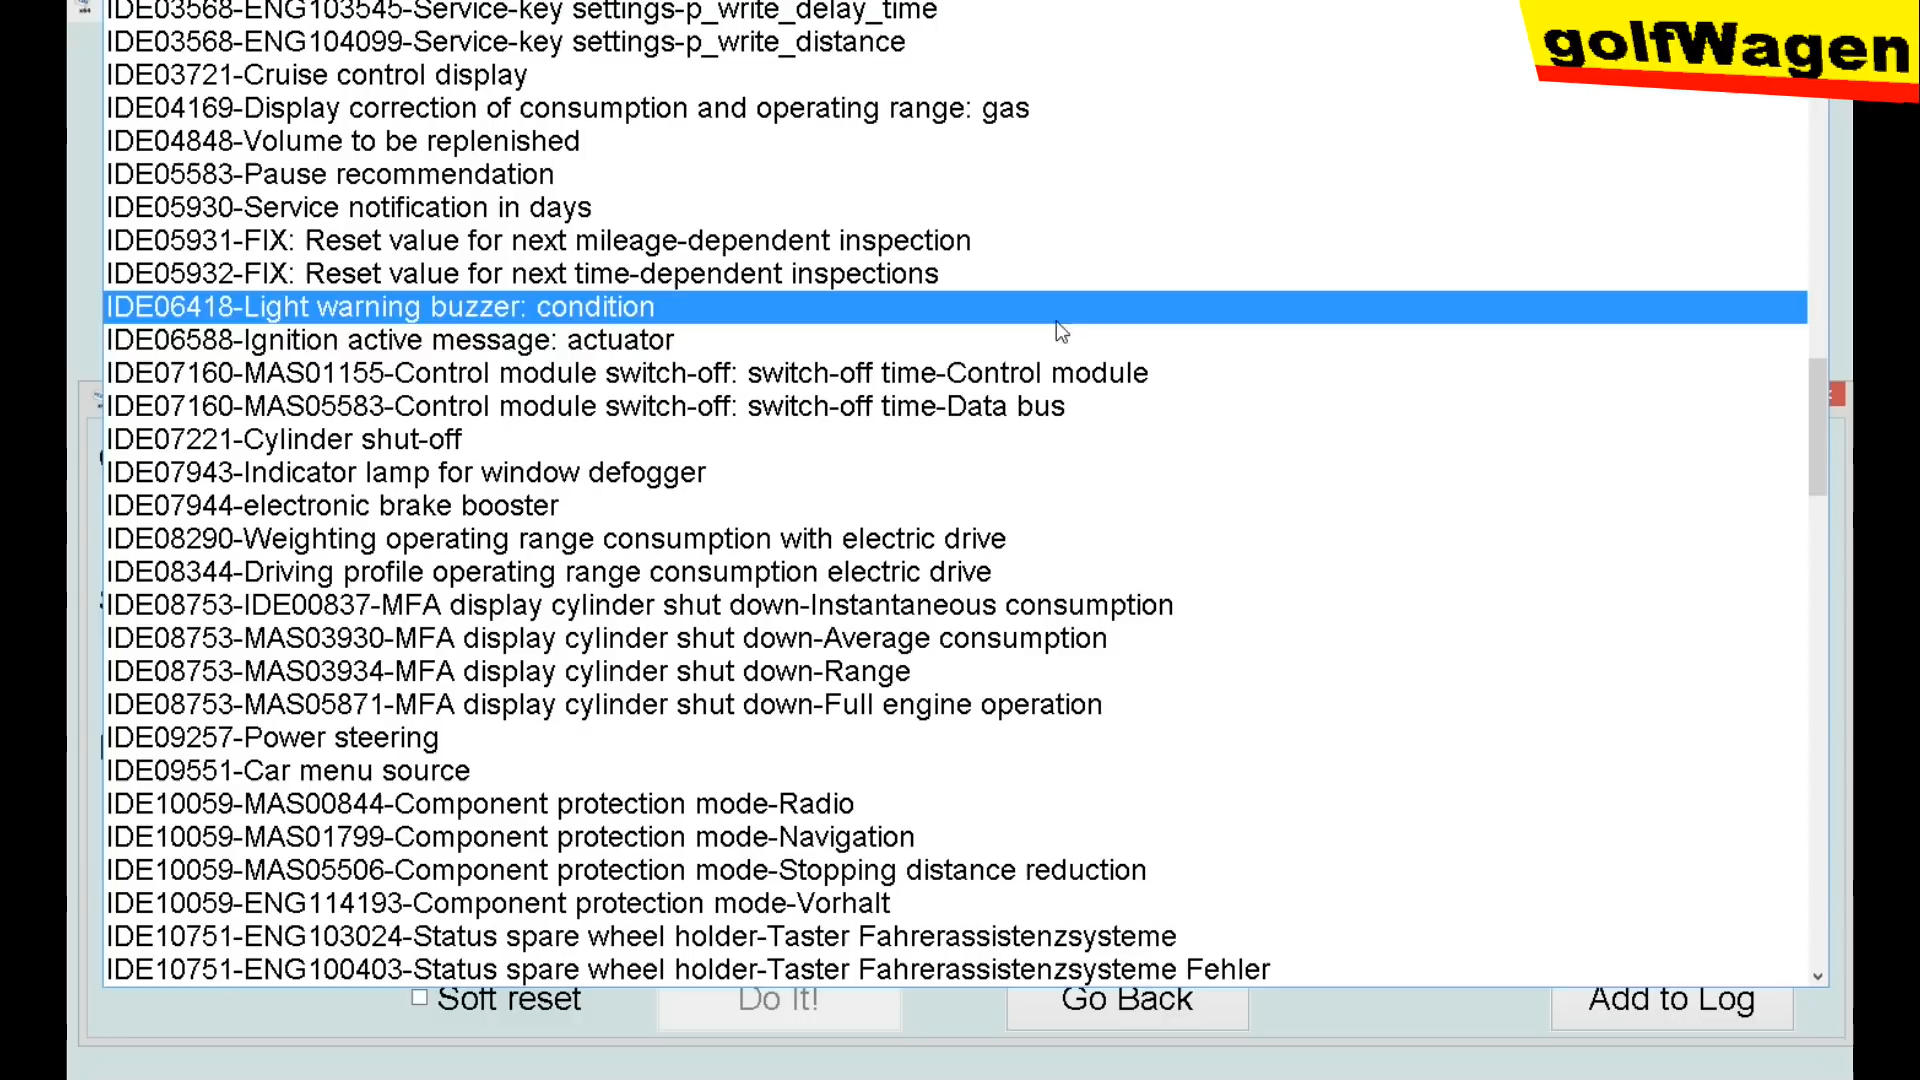 IDE03568-ENG103545-Service-key settings-p_write_delay_time
IDE03568-ENG104099-Service-key settings-p_write_distance
golfWagen
IDE03721-Cruise control display
IDE04169-Display correction of consumption and operating range: gas
IDE04848-Volume to be replenished
IDE05583-Pause recommendation
IDE05930-Service notification in days
IDE05931-FIX: Reset value for next mileage-dependent inspection
IDE05932-FIX: Reset value for next time-dependent inspections
IDE06418-Light warning buzzer: condition
IDE06588-Ignition active message: actuator
IDE07160-MAS01155-Control module switch-off: switch-off time-Control module
IDE07160-MAS05583-Control module switch-off: switch-off time-Data bus
IDE07221-Cylinder shut-off
IDE07943-Indicator lamp for window defogger
IDE07944-electronic brake booster
IDE08290-Weighting operating range consumption with electric drive
IDE08344-Driving profile operating range consumption electric drive
IDE08753-IDE00837-MFA display cylinder shut down-Instantaneous consumption
IDE08753-MAS03930-MFA display cylinder shut down-Average consumption
IDE08753-MAS03934-MFA display cylinder shut down-Range
IDE08753-MAS05871-MFA display cylinder shut down-Full engine operation
IDE09257-Power steering
IDE09551-Car menu source
IDE10059-MAS00844-Component protection mode-Radio
IDE10059-MAS01799-Component protection mode-Navigation
IDE10059-MAS05506-Component protection mode-Stopping distance reduction
IDE10059-ENG114193-Component protection mode-Vorhalt
IDE10751-ENG103024-Status spare wheel holder-Taster Fahrerassistenzsysteme
IDE10751-ENG100403-Status spare wheel holder-Taster Fahrerassistenzsysteme Fehler
Soft reset
Do It!
Go Back
Add to Log